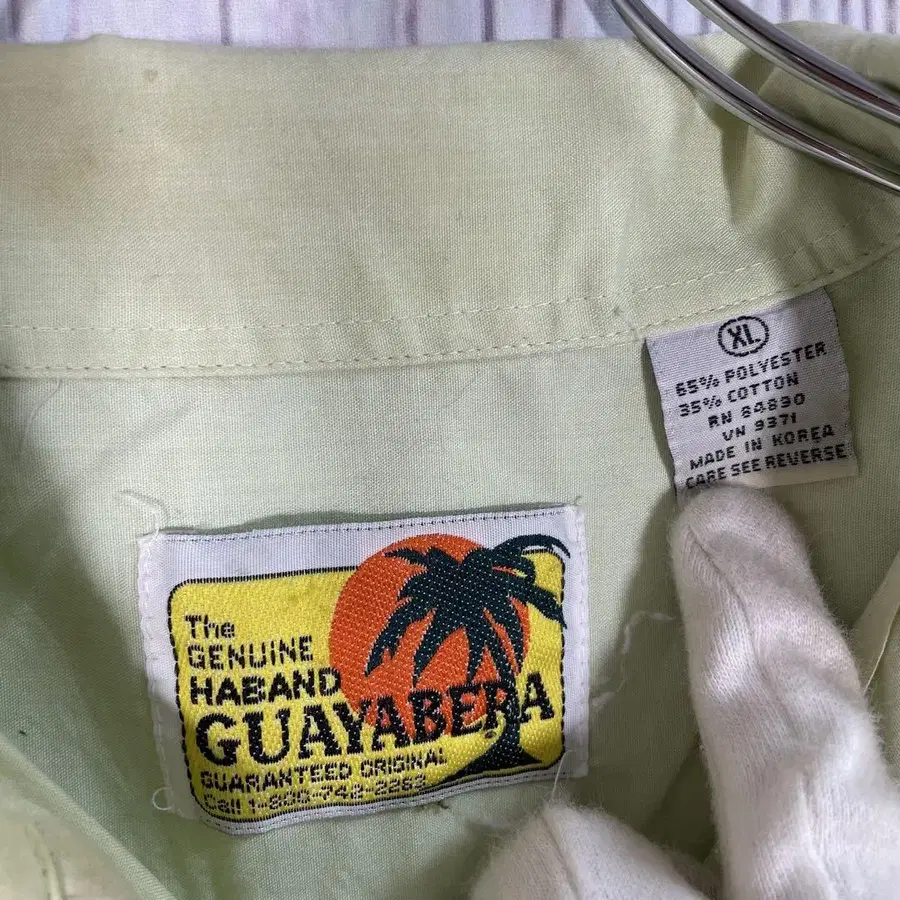 XL
65% POLYESTER
35% COTTON
RN 84890
VN 9371
MADE IN KOREA
CARE SEE REVERSE
The
GENUINE
HABAND
GUAYABERA
GUARANTEED ORIGINAL
Call